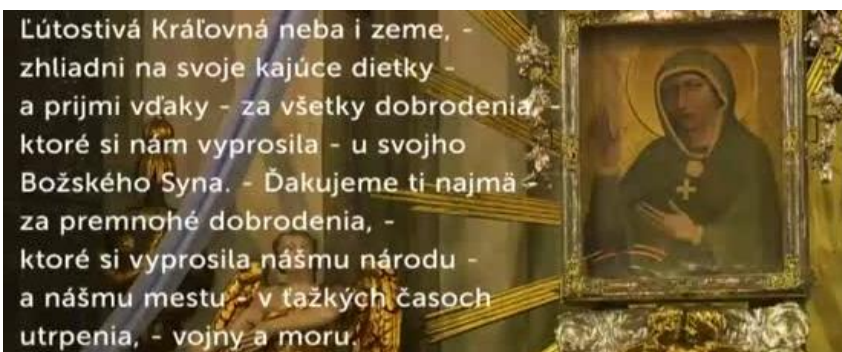 Ľútostivá Kráľovná neba i zeme, -
zhliadni na svoje kajúce dietky -
a prijmi vďaky - za všetky dobrodenia, -
ktoré si nám vyprosila - u svojho
Božského Syna. - Ďakujeme ti najmä -
za premnohé dobrodenia, -
ktoré si vyprosila nášmu národu -
a nášmu mestu - v ťažkých časoch
utrpenia, - vojny a moru.